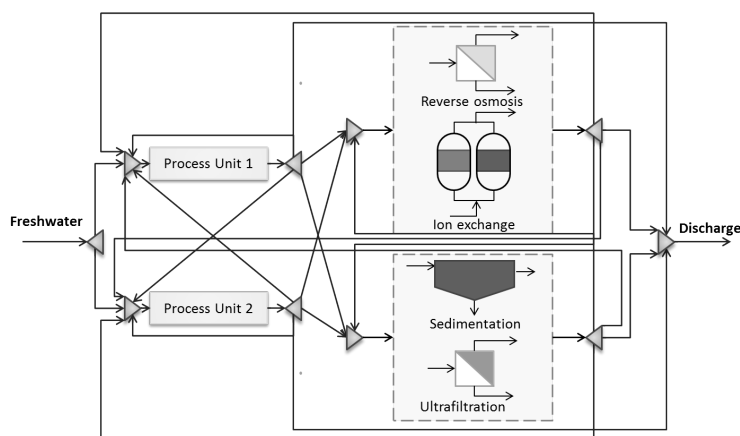 Reverse osmosis
Process Unit 1
Ion exchange
Freshwater
Discharge
Process Unit 2
Sedimentation
Ultrafiltration